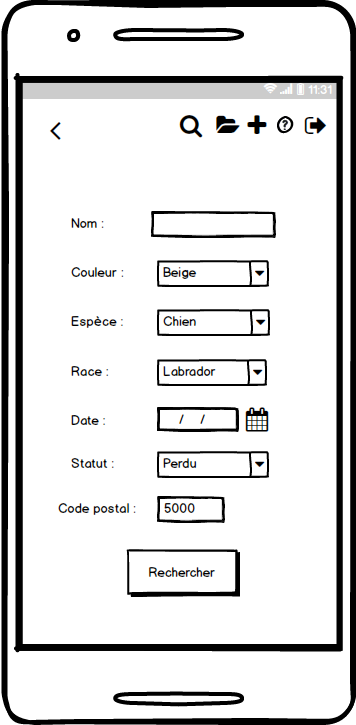 11:31
Nom :
Couleur : Beige
Espèce : Chien
Race : Labrador
Date : / /
Statut : Perdu
Code postal : 5000
Rechercher